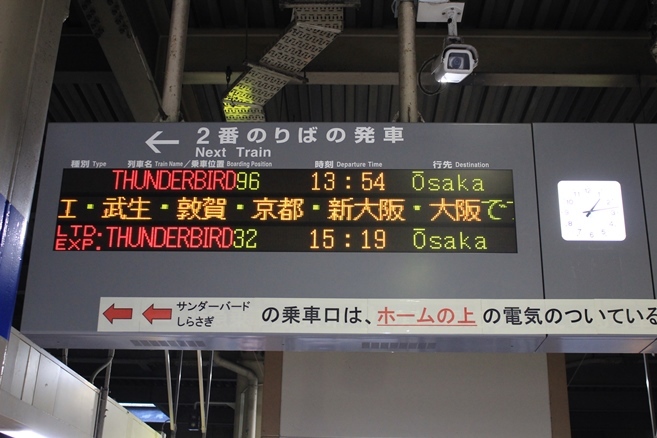 ← 2番のりばの発車
Next Train
種別 Type 列車名 Train Name／乗車位置 Boarding Position 時刻 Departure Time 行先 Destination
THUNDERBIRD96 13:54 Ōsaka
江・武生・敦賀・京都・新大阪・大阪で
LTD. EXP. THUNDERBIRD32 15:19 Ōsaka
← ← サンダーバード しらさぎ の乗車口は、ホームの上の電気のついている